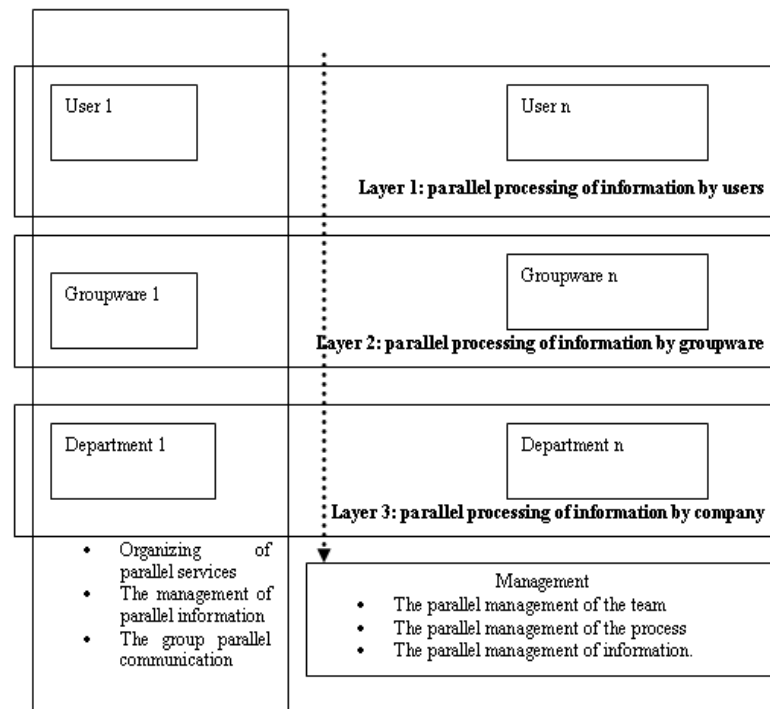 User 1
User n
Layer 1: parallel processing of information by users
Groupware 1
Groupware n
Layer 2: parallel processing of information by groupware
Department 1
Department n
Layer 3: parallel processing of information by company
• Organizing of
parallel services
• The management of
parallel information
• The group parallel
communication
Management
• The parallel management of the team
• The parallel management of the process
• The parallel management of information.